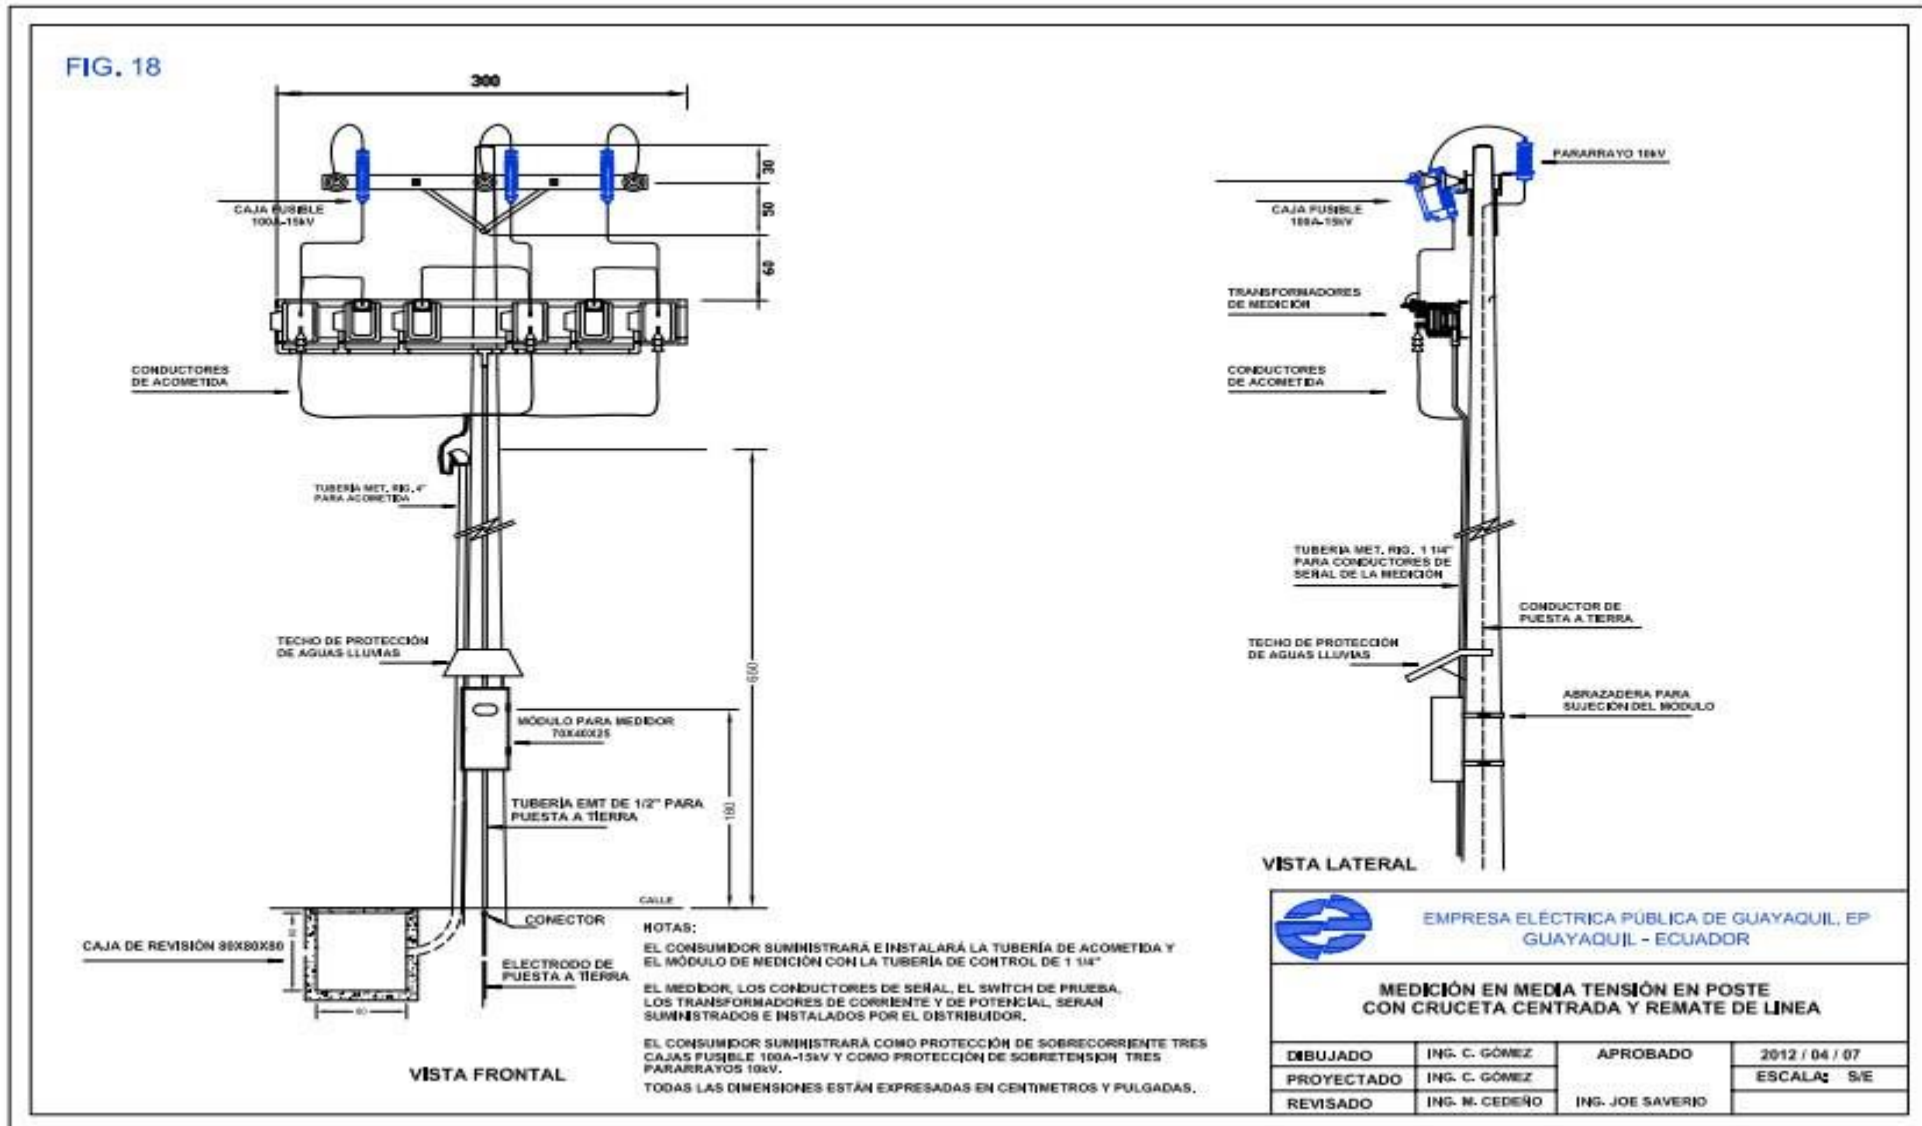 FIG. 18
300
30
50
60
CAJA FUSIBLE
100A-15kV
CONDUCTORES
DE ACOMETIDA
TUBERÍA MET. RIG. 4"
PARA ACOMETIDA
TECHO DE PROTECCIÓN
DE AGUAS LLUVIAS
MÓDULO PARA MEDIDOR
70X40X25
650
180
TUBERÍA EMT DE 1/2" PARA
PUESTA A TIERRA
CALLE
CONECTOR
CAJA DE REVISIÓN 80X80X80
ELECTRODO DE
PUESTA A TIERRA
VISTA FRONTAL
NOTAS:
EL CONSUMIDOR SUMINISTRARÁ E INSTALARÁ LA TUBERÍA DE ACOMETIDA Y
EL MÓDULO DE MEDICIÓN CON LA TUBERÍA DE CONTROL DE 1 1/4"
EL MEDIDOR, LOS CONDUCTORES DE SEÑAL, EL SWITCH DE PRUEBA,
LOS TRANSFORMADORES DE CORRIENTE Y DE POTENCIAL, SERAN
SUMINISTRADOS E INSTALADOS POR EL DISTRIBUIDOR.
EL CONSUMIDOR SUMINISTRARÁ COMO PROTECCIÓN DE SOBRECORRIENTE TRES
CAJAS FUSIBLE 100A-15kV Y COMO PROTECCIÓN DE SOBRETENSION TRES
PARARRAYOS 10kV.
TODAS LAS DIMENSIONES ESTÁN EXPRESADAS EN CENTIMETROS Y PULGADAS.
PARARRAYO 10kV
CAJA FUSIBLE
100A-15kV
TRANSFORMADORES
DE MEDICIÓN
CONDUCTORES
DE ACOMETIDA
TUBERIA MET. RIG. 1 1/4"
PARA CONDUCTORES DE
SEÑAL DE LA MEDICIÓN
CONDUCTOR DE
PUESTA A TIERRA
TECHO DE PROTECCIÓN
DE AGUAS LLUVIAS
ABRAZADERA PARA
SUJECIÓN DEL MÓDULO
VISTA LATERAL
EMPRESA ELÉCTRICA PÚBLICA DE GUAYAQUIL, EP
GUAYAQUIL - ECUADOR
MEDICIÓN EN MEDIA TENSIÓN EN POSTE
CON CRUCETA CENTRADA Y REMATE DE LÍNEA
DIBUJADO ING. C. GÓMEZ APROBADO 2012 / 04 / 07
PROYECTADO ING. C. GÓMEZ ESCALA: S/E
REVISADO ING. M. CEDEÑO ING. JOE SAVERIO